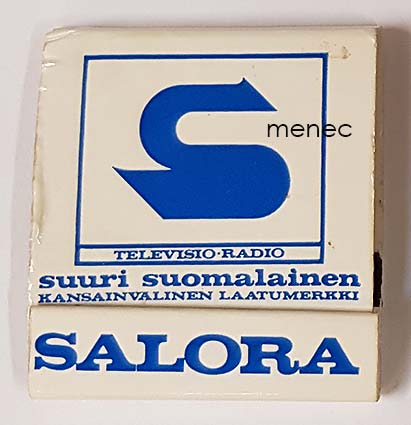 menec
TELEVISIO·RADIO
suuri suomalainen
KANSAINVALINEN LAATUMERKKI
SALORA